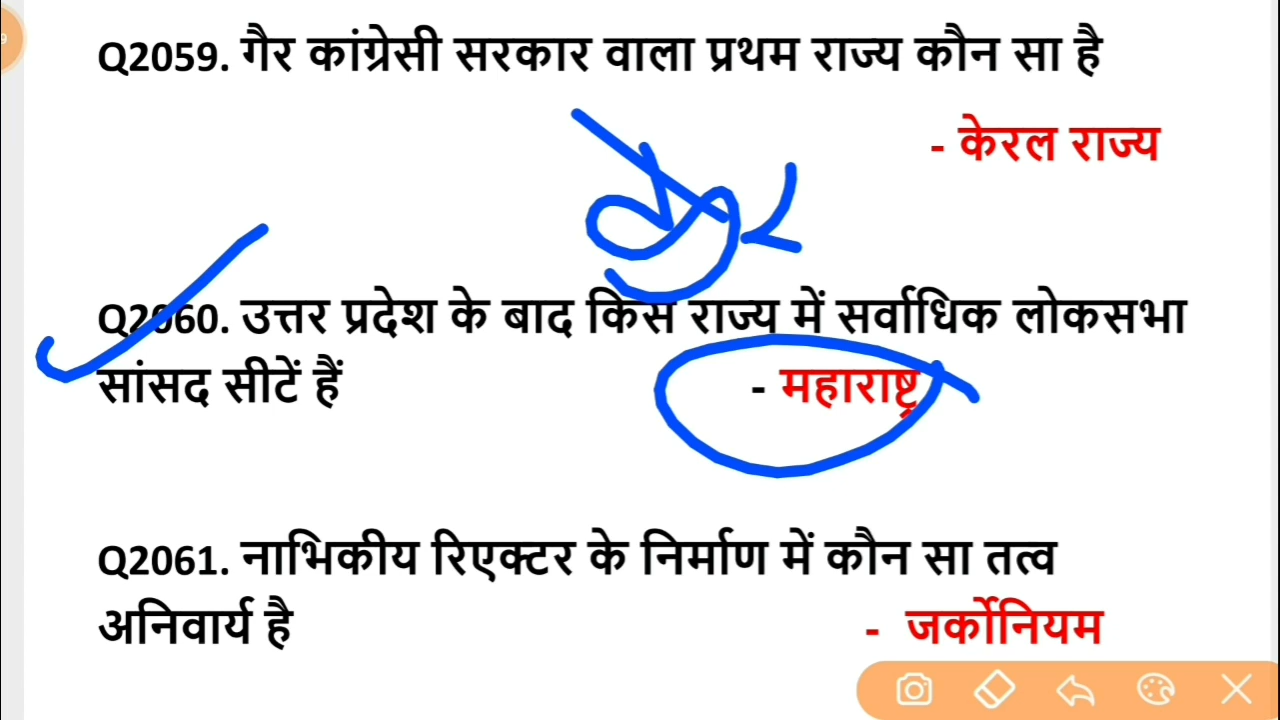 Q2059. गैर कांग्रेसी सरकार वाला प्रथम राज्य कौन सा है
- केरल राज्य
Q2060. उत्तर प्रदेश के बाद किस राज्य में सर्वाधिक लोकसभा
सांसद सीटें हैं - महाराष्ट्र
Q2061. नाभिकीय रिएक्टर के निर्माण में कौन सा तत्व
अनिवार्य है - जर्कोनियम